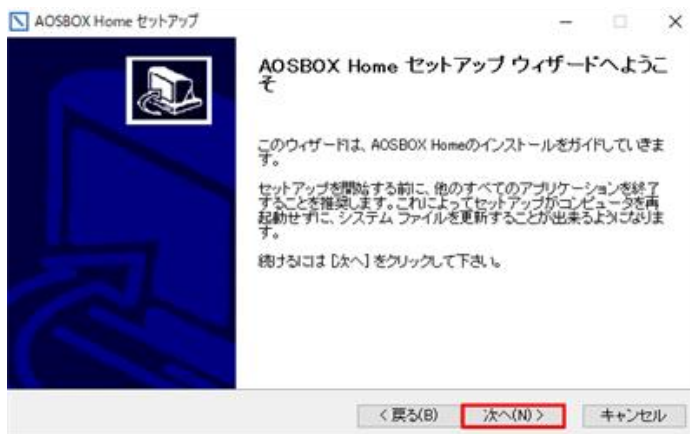 AOSBOX Home セットアップ
AOSBOX Home セットアップ ウィザードへようこ
そ
このウィザードは、AOSBOX Homeのインストールをガイドしていきま
す。
セットアップを開始する前に、他のすべてのアプリケーションを終了
することを推奨します。これによってセットアップがコンピュータを再
起動せずに、システム ファイルを更新することが出来るようになりま
す。
続けるには [次へ] をクリックして下さい。
< 戻る(B)
次へ(N) >
キャンセル